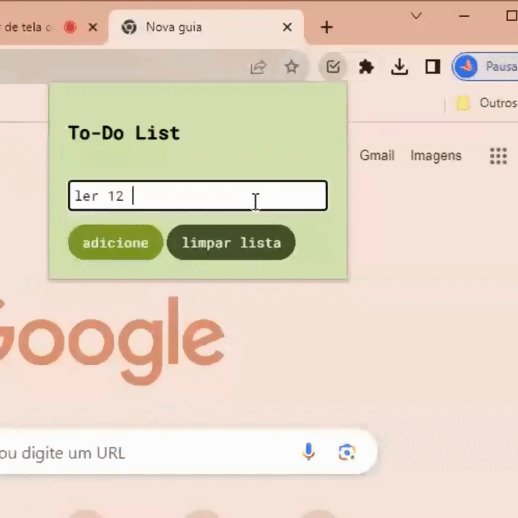 de tela
Nova guia
Pausa
Outros
To-Do List
Gmail Imagens
ler 12
adicione limpar lista
Google
ou digite um URL